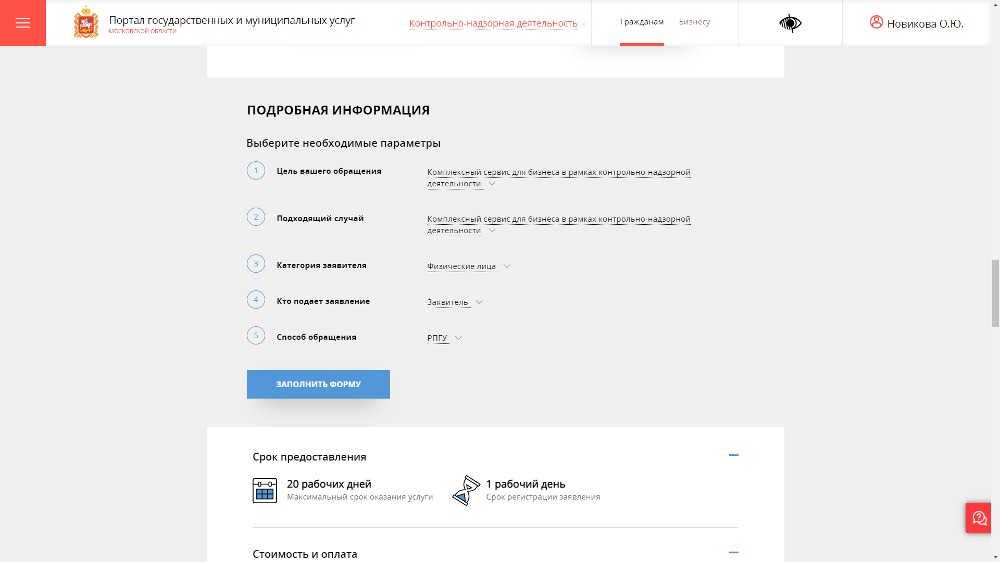 Портал государственных и муниципальных услуг
МОСКОВСКОЙ ОБЛАСТИ
Контрольно-надзорная деятельность ×
Гражданам
Бизнесу
Новикова О.Ю.
ПОДРОБНАЯ ИНФОРМАЦИЯ
Выберите необходимые параметры
1 Цель вашего обращения
Комплексный сервис для бизнеса в рамках контрольно-надзорной
деятельности
2 Подходящий случай
Комплексный сервис для бизнеса в рамках контрольно-надзорной
деятельности
3 Категория заявителя
Физические лица
4 Кто подает заявление
Заявитель
5 Способ обращения
РПГУ
ЗАПОЛНИТЬ ФОРМУ
Срок предоставления
20 рабочих дней
Максимальный срок оказания услуги
1 рабочий день
Срок регистрации заявления
Стоимость и оплата